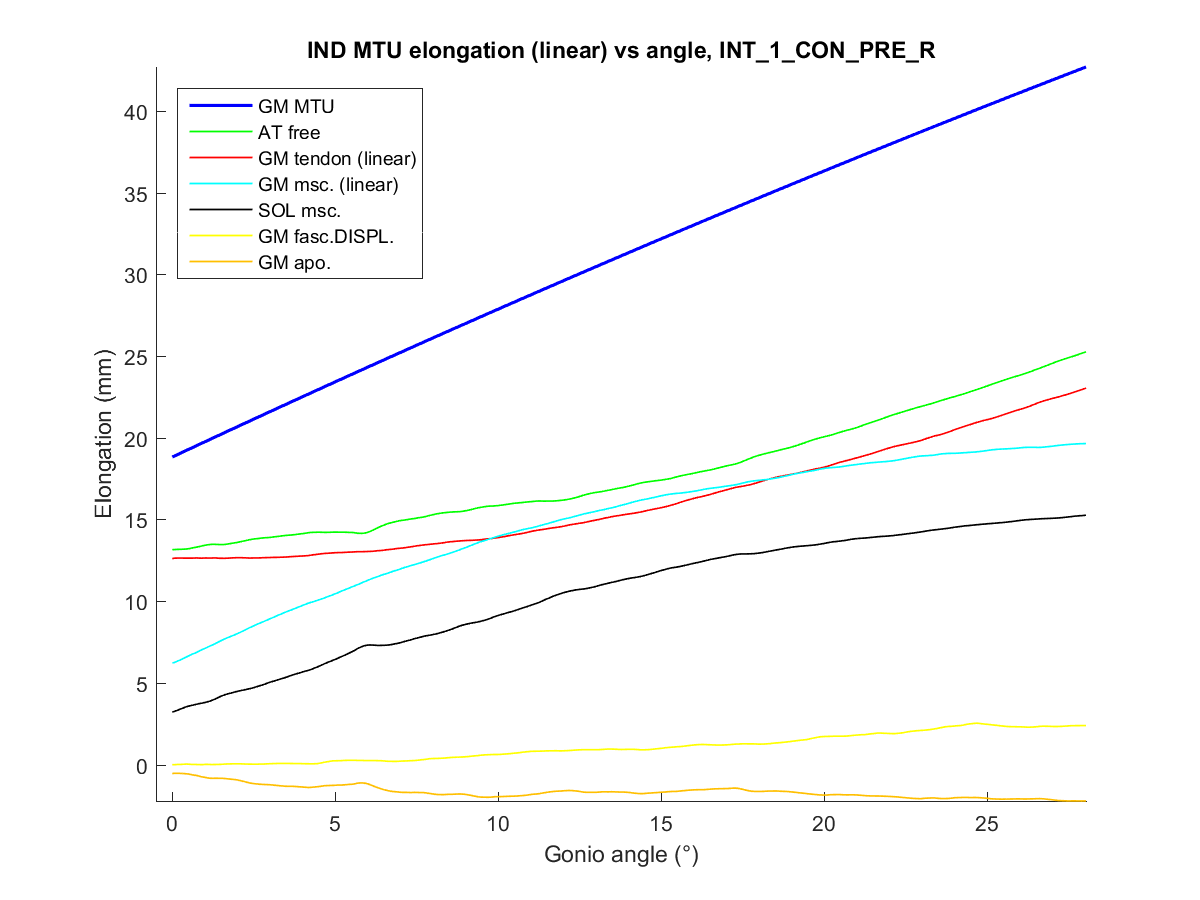 IND MTU elongation (linear) vs angle, INT_1_CON_PRE_R
GM MTU
AT free
GM tendon (linear)
GM msc. (linear)
SOL msc.
GM fasc.DISPL.
GM apo.
40
35
30
25
20
15
10
5
0
Elongation (mm)
0 5 10 15 20 25
Gonio angle (°)